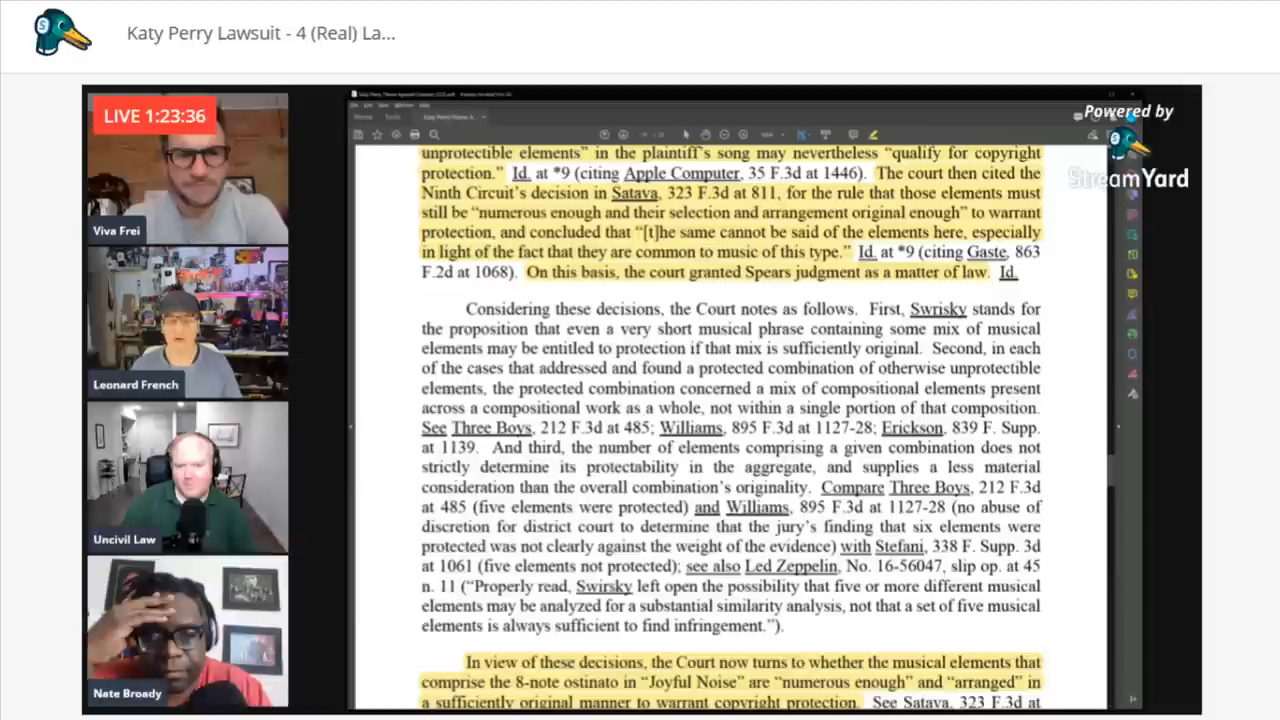 Katy Perry Lawsuit - 4 (Real) La...
LIVE 1:23:36
Viva Frei
Leonard French
Uncivil Law
Nate Broady
Powered by
StreamYard
unprotectible elements” in the plaintiff’s song may nevertheless “qualify for copyright
protection.” Id. at *9 (citing Apple Computer, 35 F.3d at 1446). The court then cited the
Ninth Circuit’s decision in Satava, 323 F.3d at 811, for the rule that those elements must
still be “numerous enough and their selection and arrangement original enough” to warrant
protection, and concluded that “[t]he same cannot be said of the elements here, especially
in light of the fact that they are common to music of this type.” Id. at *9 (citing Gaste, 863
F.2d at 1068). On this basis, the court granted Spears judgment as a matter of law. Id.
Considering these decisions, the Court notes as follows. First, Swrisky stands for
the proposition that even a very short musical phrase containing some mix of musical
elements may be entitled to protection if that mix is sufficiently original. Second, in each
of the cases that addressed and found a protected combination of otherwise unprotectible
elements, the protected combination concerned a mix of compositional elements present
across a compositional work as a whole, not within a single portion of that composition.
See Three Boys, 212 F.3d at 485; Williams, 895 F.3d at 1127-28; Erickson, 839 F. Supp.
at 1139. And third, the number of elements comprising a given combination does not
strictly determine its protectability in the aggregate, and supplies a less material
consideration than the overall combination’s originality. Compare Three Boys, 212 F.3d
at 485 (five elements were protected) and Williams, 895 F.3d at 1127-28 (no abuse of
discretion for district court to determine that the jury’s finding that six elements were
protected was not clearly against the weight of the evidence) with Stefani, 338 F. Supp. 3d
at 1061 (five elements not protected); see also Led Zeppelin, No. 16-56047, slip op. at 45
n. 11 (“Properly read, Swirsky left open the possibility that five or more different musical
elements may be analyzed for a substantial similarity analysis, not that a set of five musical
elements is always sufficient to find infringement.”).
In view of these decisions, the Court now turns to whether the musical elements that
comprise the 8-note ostinato in “Joyful Noise” are “numerous enough” and “arranged” in
a sufficiently original manner to warrant copyright protection. See Satava, 323 F.3d at